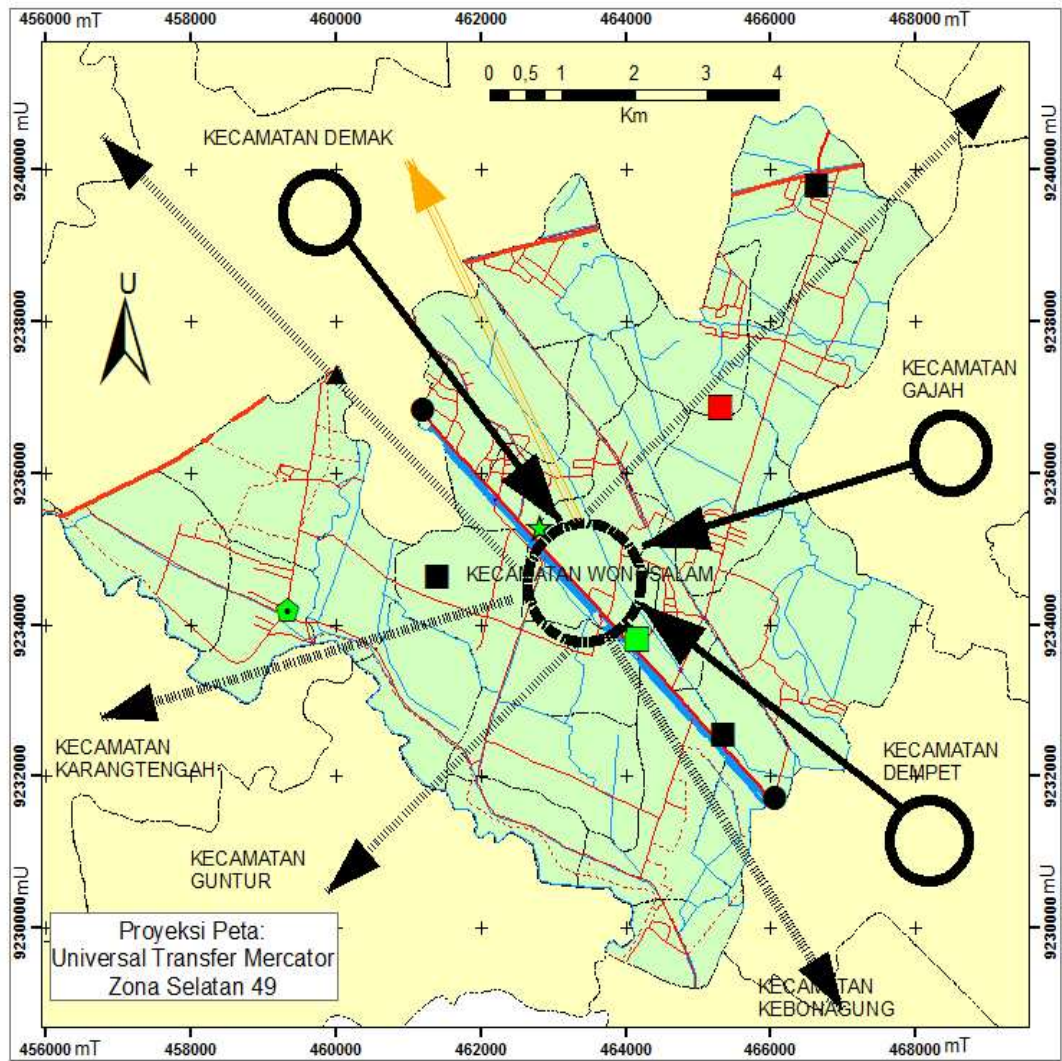 456000 mT 458000 460000 462000 464000 466000 468000
0 0,5 1 2 3 4
Km
KECAMATAN DEMAK
U
KECAMATAN
GAJAH
KECAMATAN WONOSALAM
KECAMATAN
KARANGTENGAH
KECAMATAN
DEMPET
KECAMATAN
GUNTUR
KECAMATAN
KEBONAGUNG
Proyeksi Peta:
Universal Transfer Mercator
Zona Selatan 49
9240000 mU
9238000
9236000
9234000
9232000
9230000 mU
9240000 mU
9238000
9236000
9234000
9232000
9230000 mU
456000 mT 458000 460000 462000 464000 466000 468000 mT